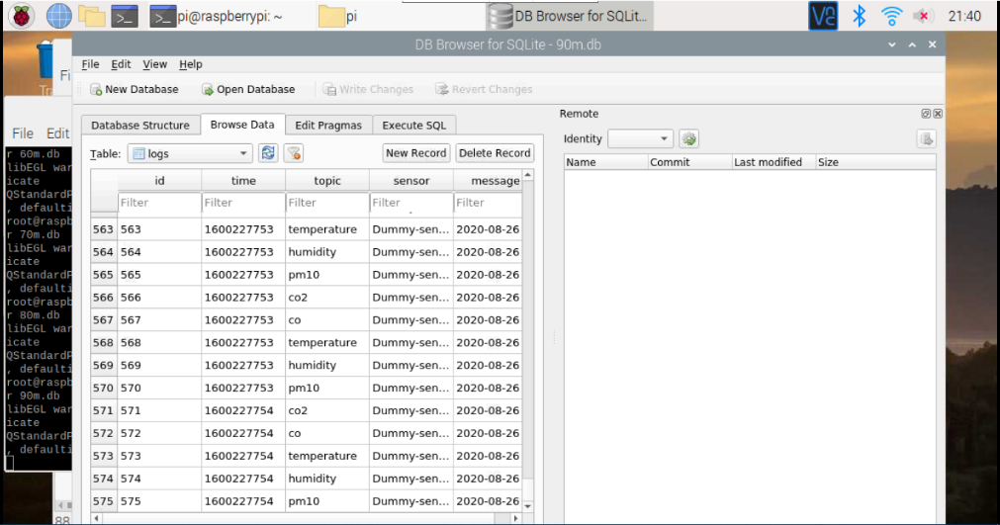 pi@raspberrypi: ~
pi
DB Browser for SQLit...
21:40
DB Browser for SQLite - 90m.db
File Edit View Help
New Database Open Database Write Changes Revert Changes
Database Structure Browse Data Edit Pragmas Execute SQL
Table: logs New Record Delete Record
id time topic sensor message
Filter Filter Filter Filter Filter
563 563 1600227753 temperature Dummy-sen... 2020-08-26
564 564 1600227753 humidity Dummy-sen... 2020-08-26
565 565 1600227753 pm10 Dummy-sen... 2020-08-26
566 566 1600227753 co2 Dummy-sen... 2020-08-26
567 567 1600227753 co Dummy-sen... 2020-08-26
568 568 1600227753 temperature Dummy-sen... 2020-08-26
569 569 1600227753 humidity Dummy-sen... 2020-08-26
570 570 1600227753 pm10 Dummy-sen... 2020-08-26
571 571 1600227754 co2 Dummy-sen... 2020-08-26
572 572 1600227754 co Dummy-sen... 2020-08-26
573 573 1600227754 temperature Dummy-sen... 2020-08-26
574 574 1600227754 humidity Dummy-sen... 2020-08-26
575 575 1600227754 pm10 Dummy-sen... 2020-08-26
Remote
Identity
Name Commit Last modified Size
Fi
File Edit
r 60m.db
libEGL war
icate
QStandardP
, defaulti
root@raspb
r 70m.db
libEGL war
icate
QStandardP
, defaulti
root@raspb
r 80m.db
libEGL war
icate
QStandardP
, defaulti
root@raspb
r 90m.db
libEGL war
icate
QStandardP
, defaulti
88